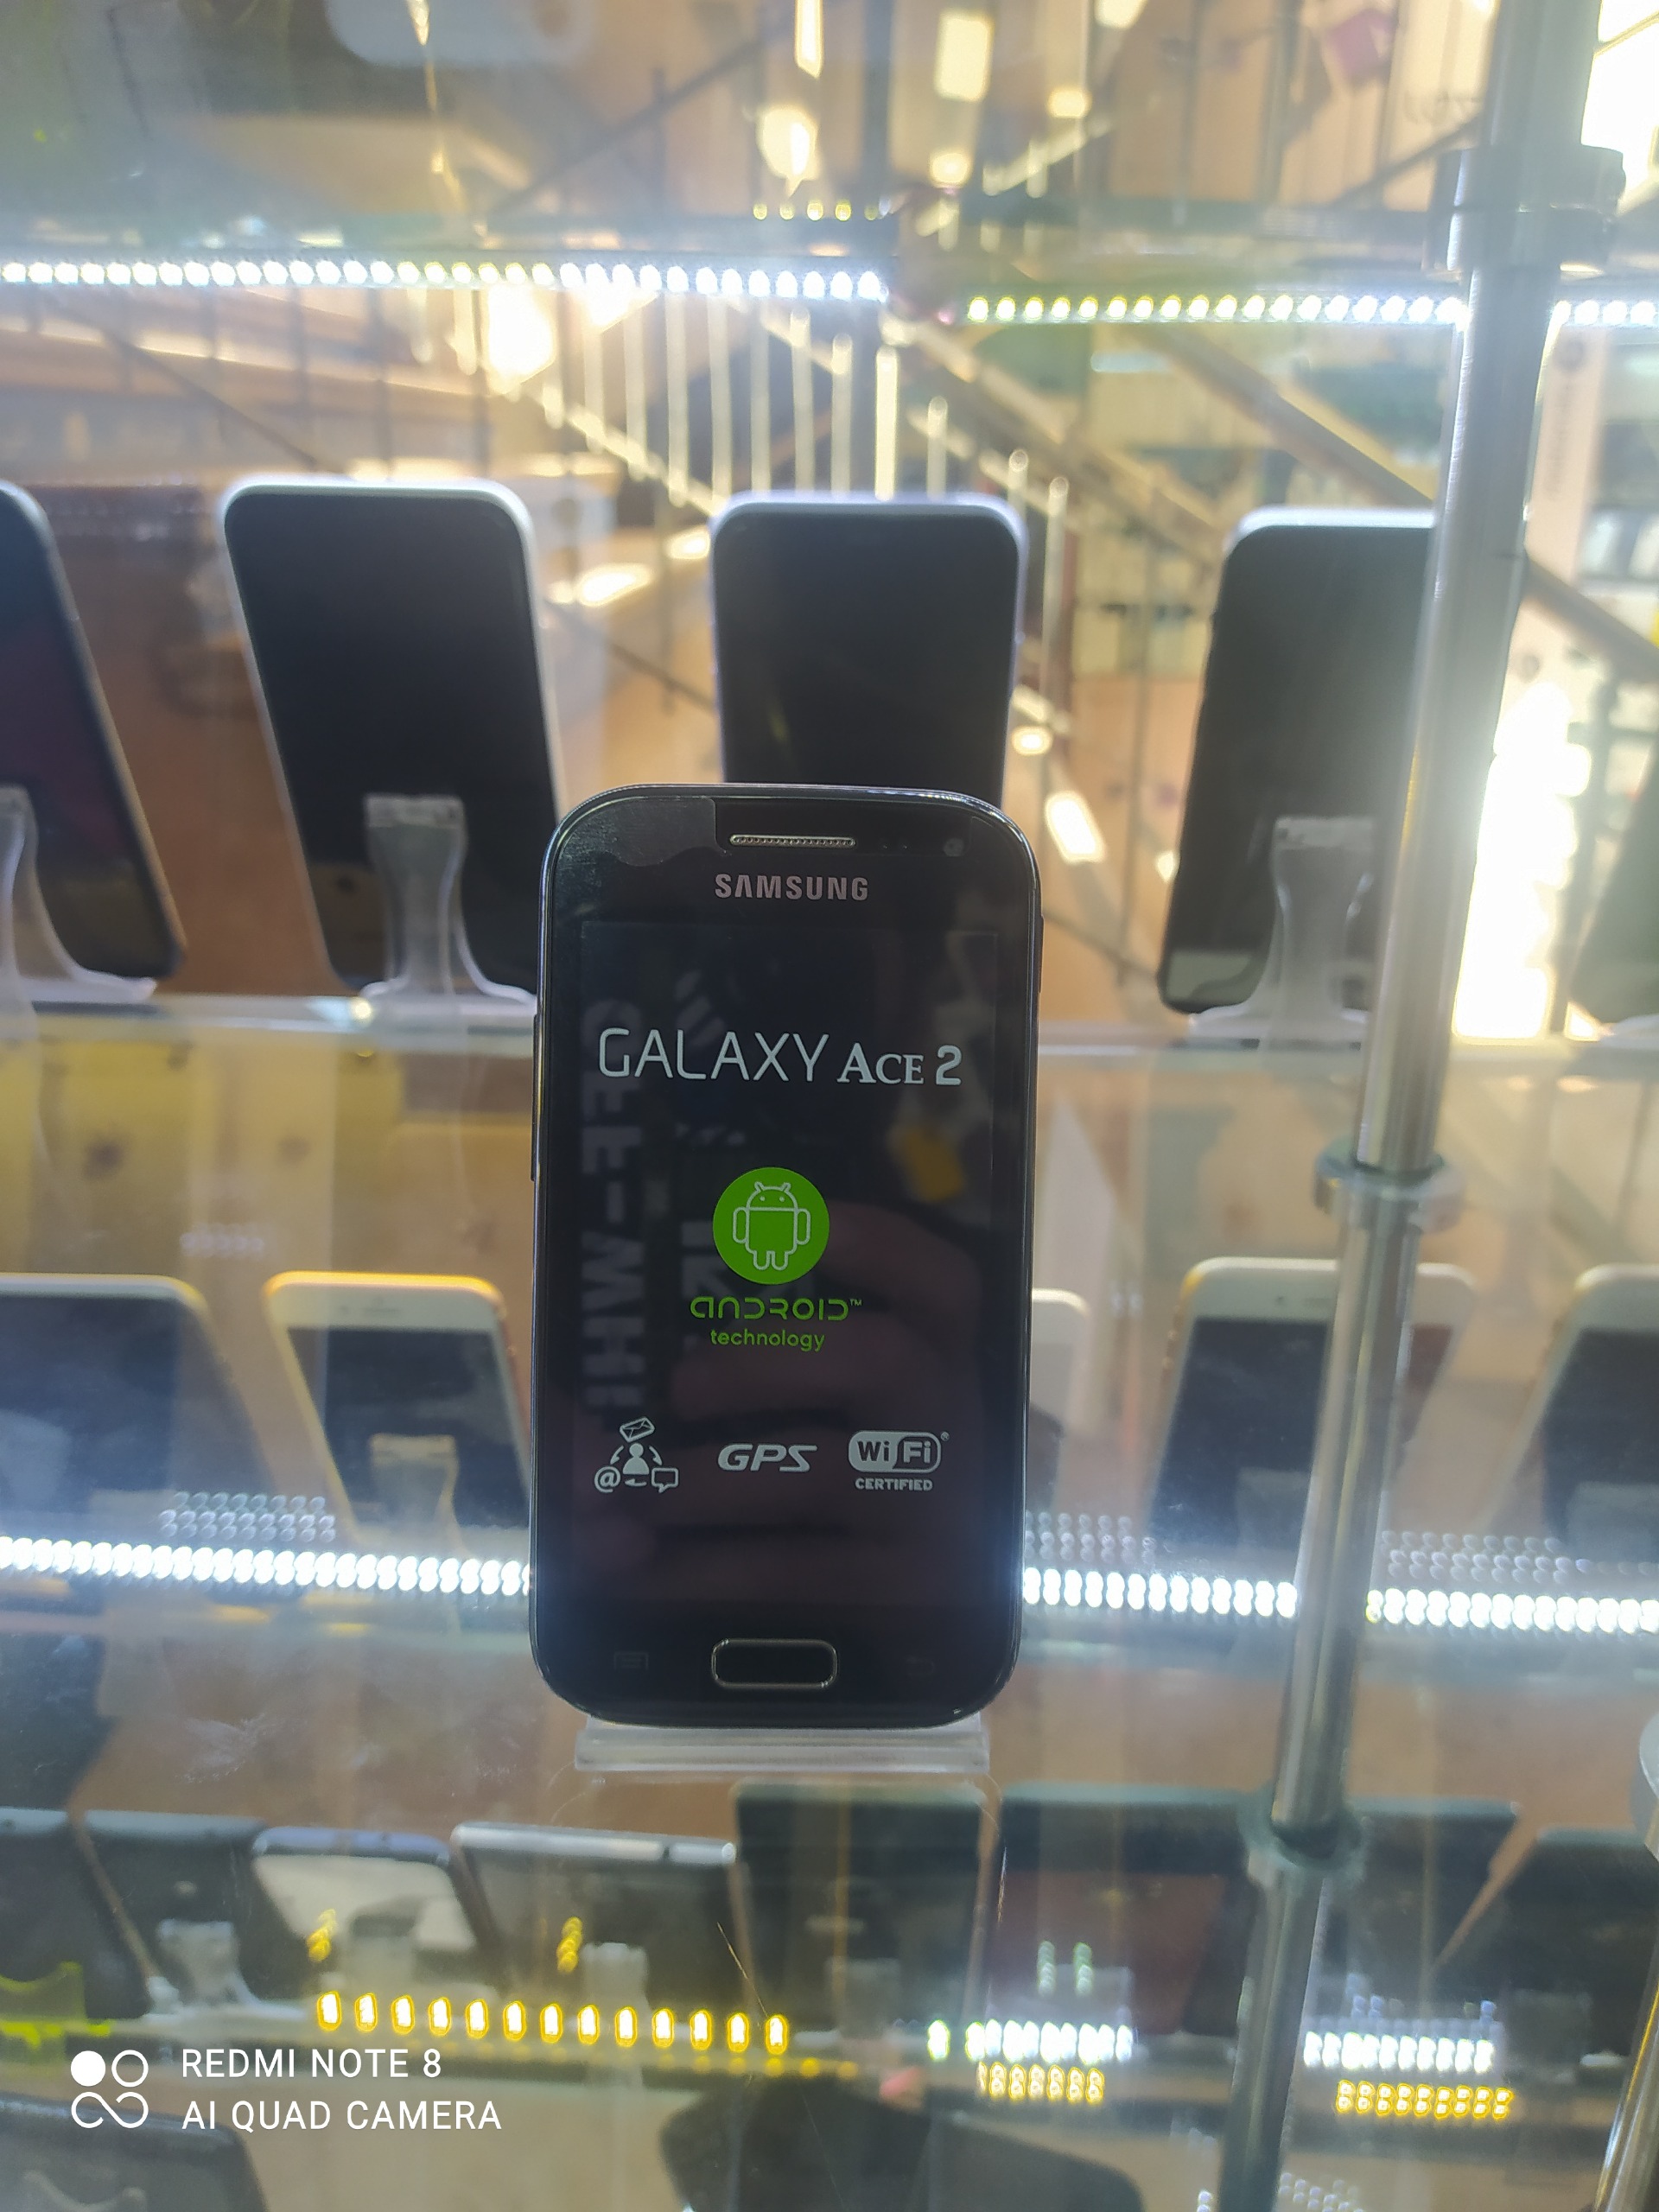 SAMSUNG
GALAXY ACE 2
ANDROID™
technology
@ GPS Wi Fi®
CERTIFIED
REDMI NOTE 8
AI QUAD CAMERA